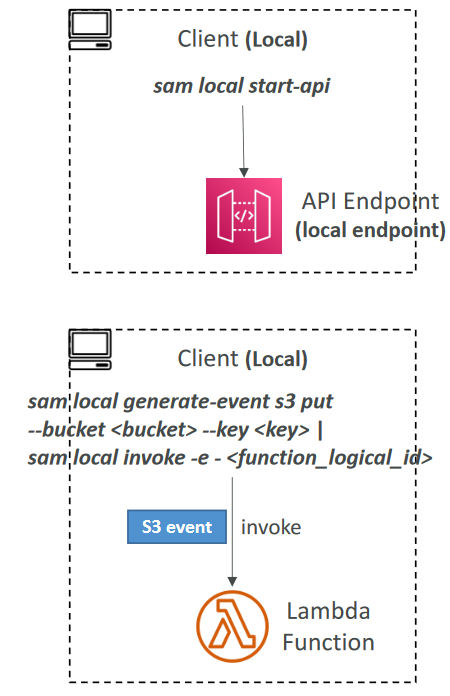 Client (Local)
sam local start-api
</>
API Endpoint
(local endpoint)
Client (Local)
sam local generate-event s3 put
--bucket <bucket> --key <key> |
sam local invoke -e - <function_logical_id>
S3 event
invoke
Lambda
Function